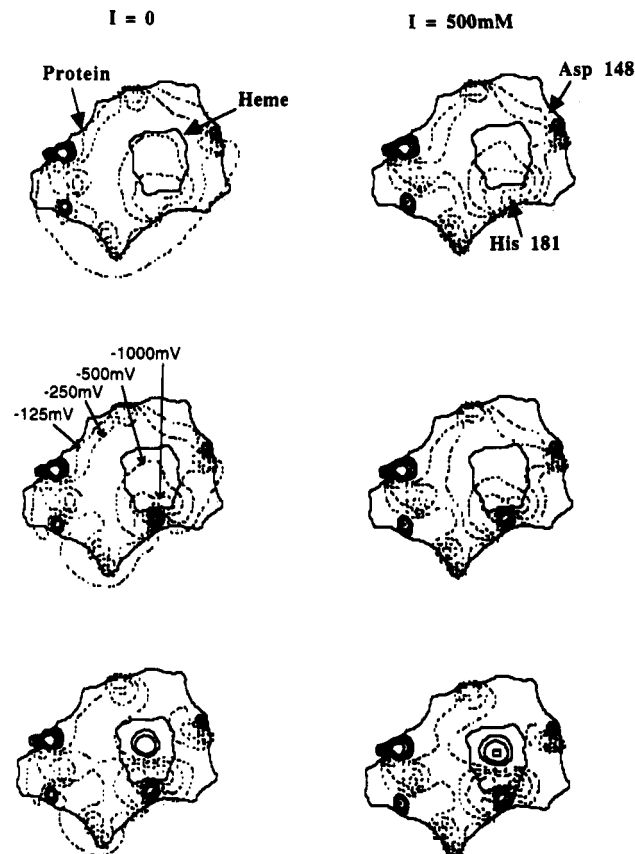 I = 0
I = 500mM
Protein
Heme
Asp 148
His 181
-1000mV
-500mV
-250mV
-125mV